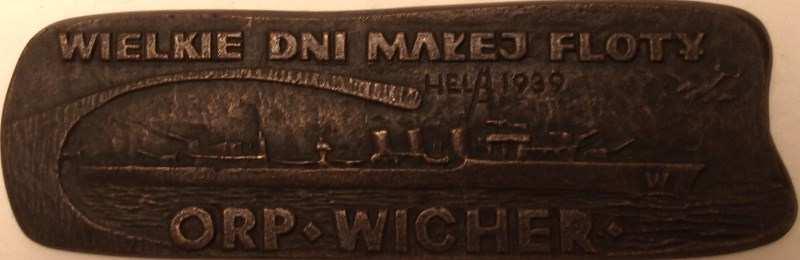 WIELKIE DNI MAŁEJ FLOTY
HEL 1939
W
ORP · WICHER ·